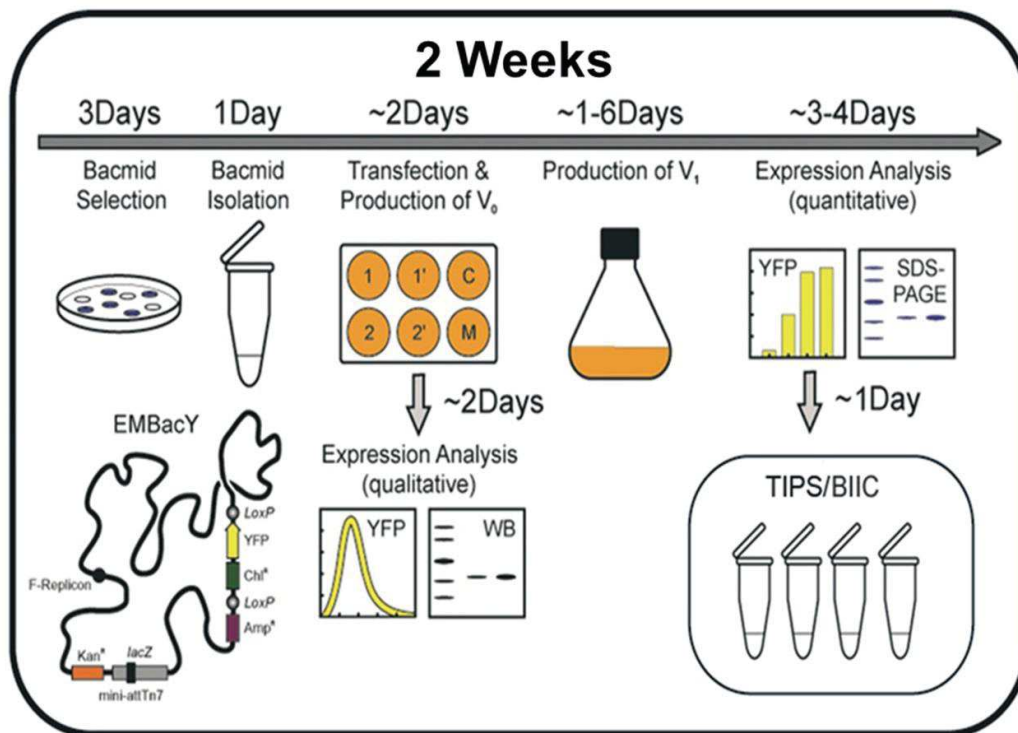 2 Weeks
3Days
1Day
~2Days
~1-6Days
~3-4Days
Bacmid
Selection
Bacmid
Isolation
Transfection &
Production of V₀
Production of V₁
Expression Analysis
(quantitative)
1
1'
C
2
2'
M
YFP
SDS-
PAGE
~2Days
~1Day
EMBacY
LoxP
YFP
Chlᴿ
LoxP
Ampᴿ
F-Replicon
Kanᴿ
lacZ
mini-attTn7
Expression Analysis
(qualitative)
YFP
WB
TIPS/BIIC